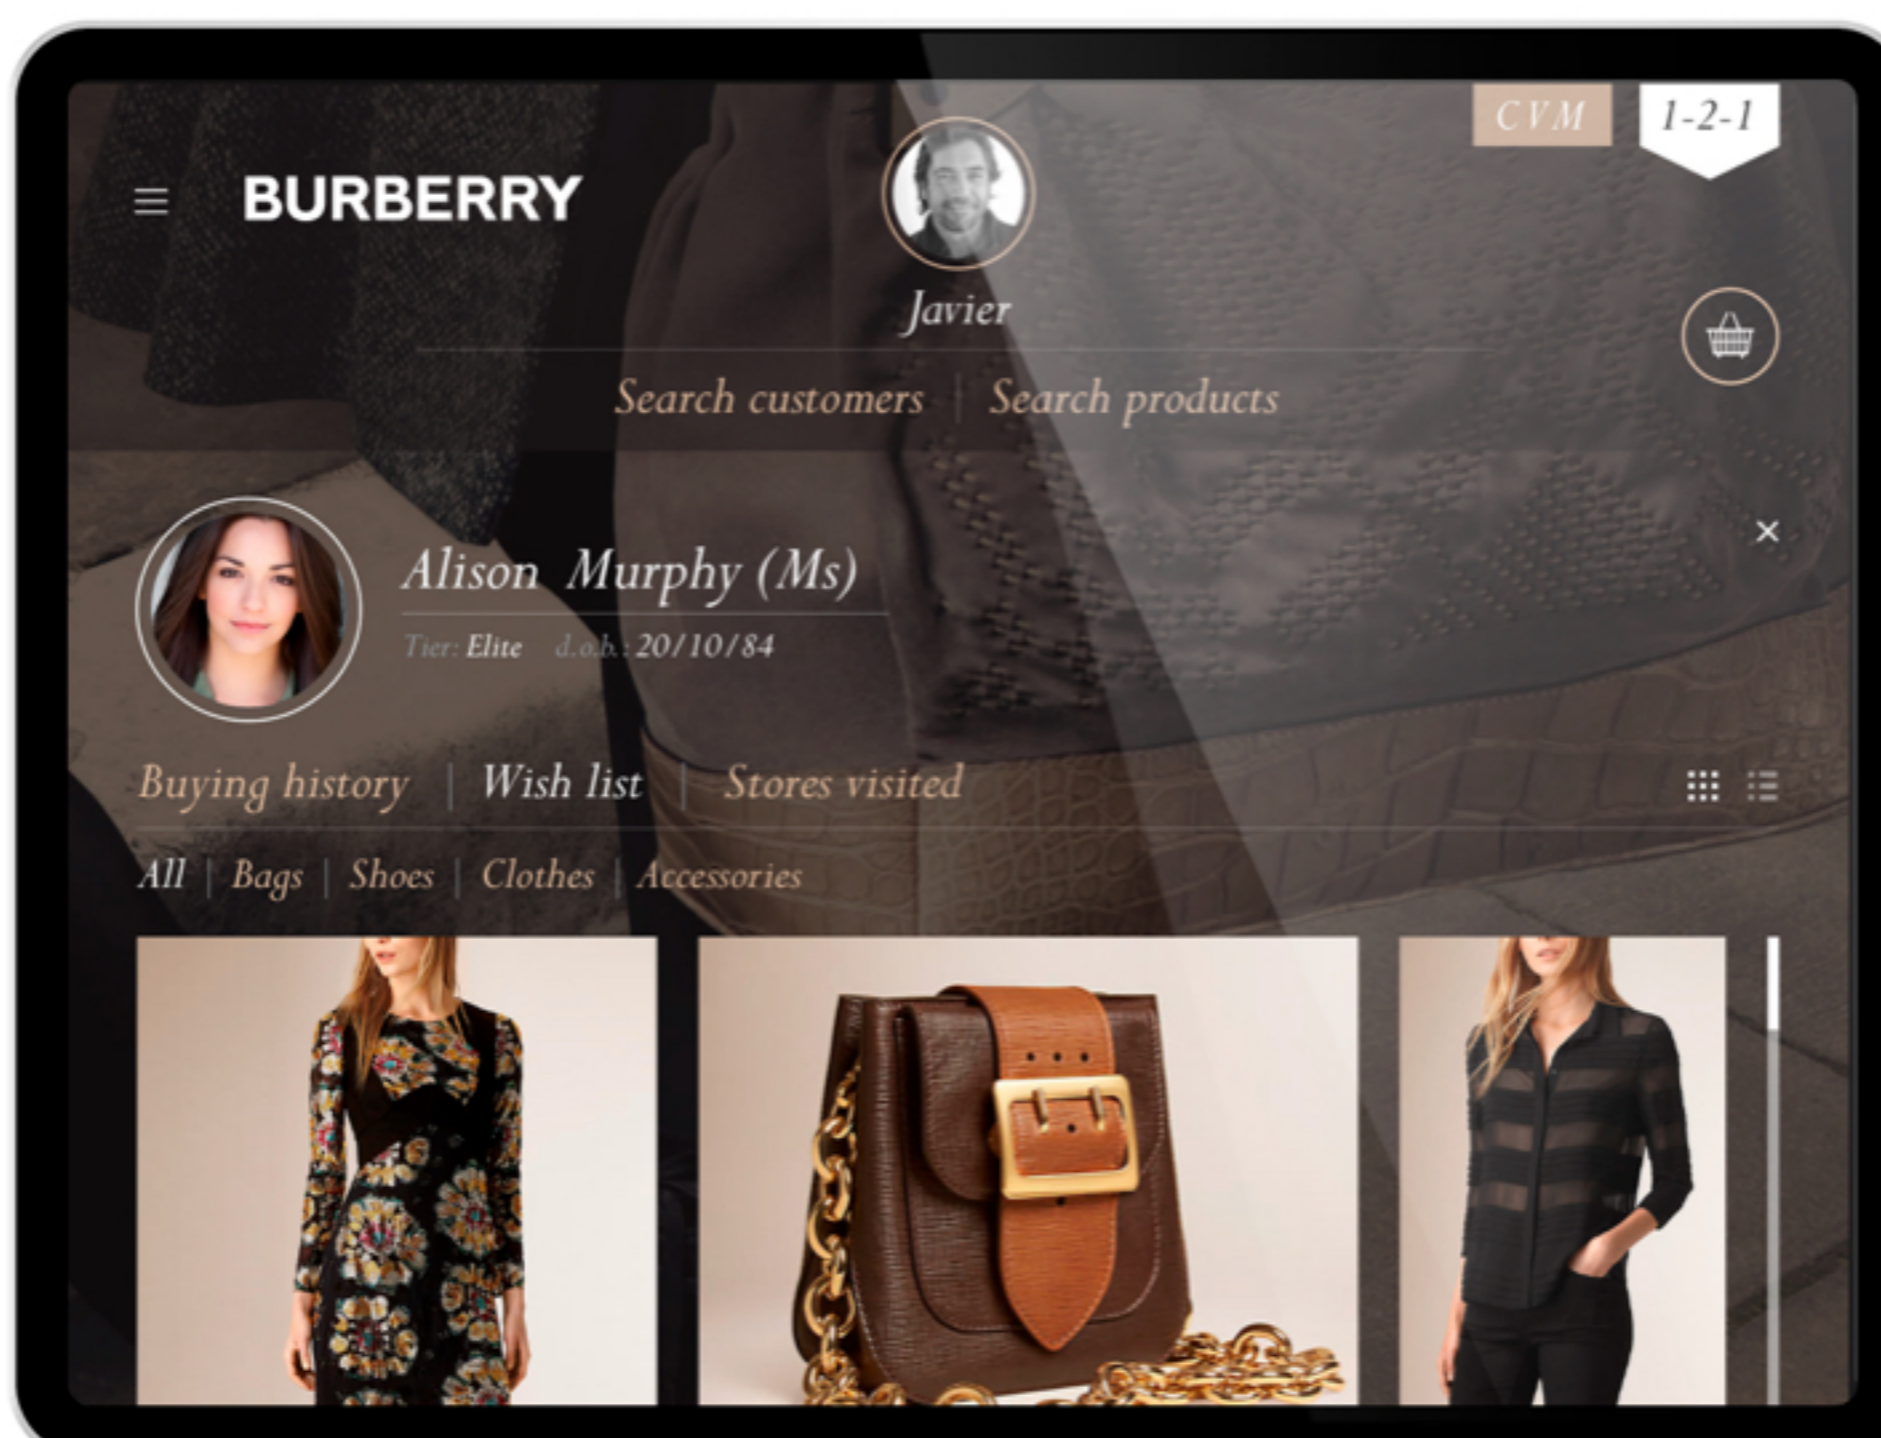 CVM 1-2-1
BURBERRY
Javier
Search customers | Search products
Alison Murphy (Ms)
Tier: Elite d.o.b.: 20/10/84
Buying history | Wish list | Stores visited
All | Bags | Shoes | Clothes | Accessories